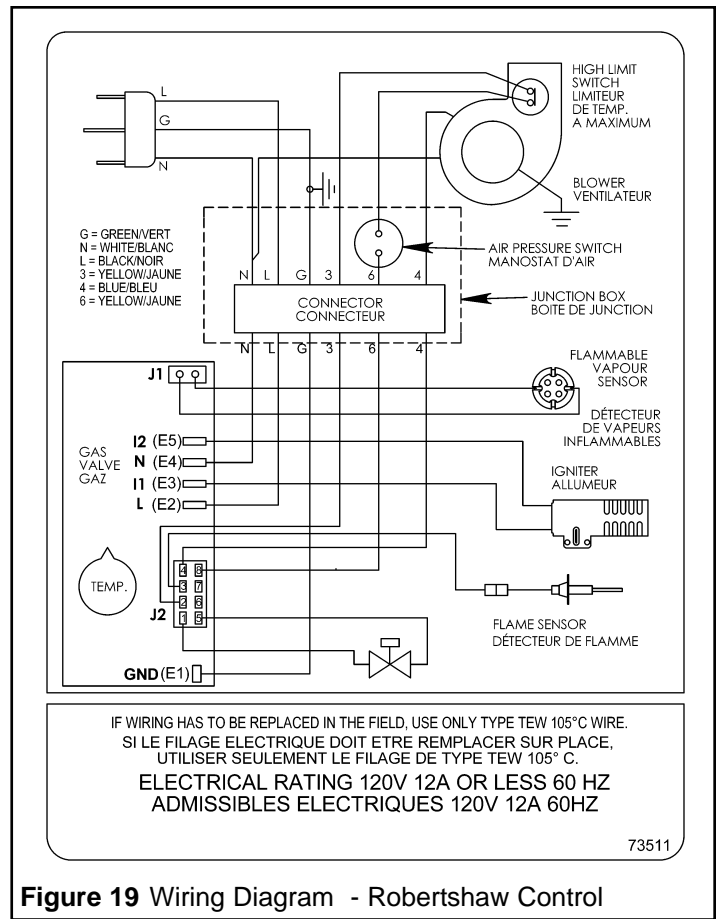 L
G
N
HIGH LIMIT
SWITCH
LIMITEUR
DE TEMP.
A MAXIMUM
BLOWER
VENTILATEUR
G = GREEN/VERT
N = WHITE/BLANC
L = BLACK/NOIR
3 = YELLOW/JAUNE
4 = BLUE/BLEU
6 = YELLOW/JAUNE
AIR PRESSURE SWITCH
MANOSTAT D'AIR
N L G 3 6 4
CONNECTOR
CONNECTEUR
JUNCTION BOX
BOITE DE JUNCTION
N L G 3 6 4
J1
FLAMMABLE
VAPOUR
SENSOR
DÉTECTEUR
DE VAPEURS
INFLAMMABLES
GAS
VALVE
GAZ
I2 (E5)
N (E4)
I1 (E3)
L (E2)
IGNITER
ALLUMEUR
TEMP.
4 8
3 7
2 6
1 5
J2
FLAME SENSOR
DÉTECTEUR DE FLAMME
GND (E1)
IF WIRING HAS TO BE REPLACED IN THE FIELD, USE ONLY TYPE TEW 105°C WIRE.
SI LE FILAGE ELECTRIQUE DOIT ETRE REMPLACER SUR PLACE,
UTILISER SEULEMENT LE FILAGE DE TYPE TEW 105° C.
ELECTRICAL RATING 120V 12A OR LESS 60 HZ
ADMISSIBLES ELECTRIQUES 120V 12A 60HZ
73511
Figure 19 Wiring Diagram - Robertshaw Control